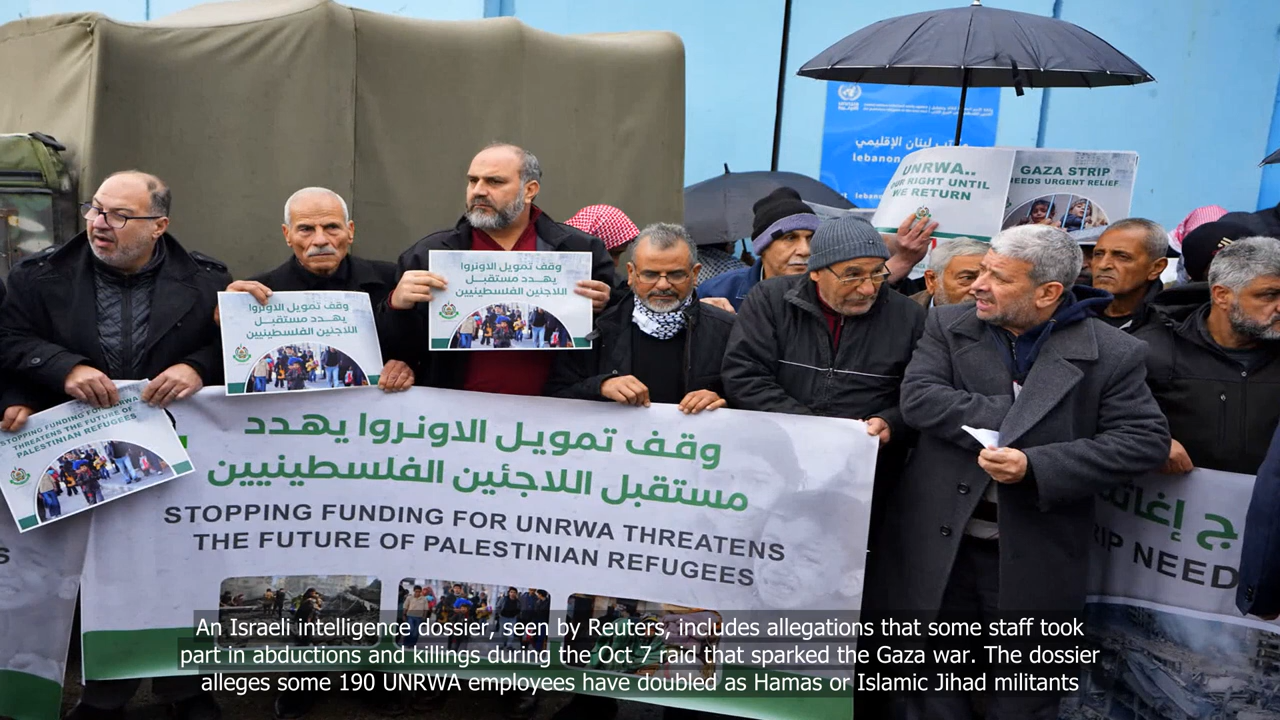 مكتب لبنان الإقليمي
lebanon
UNRWA..
OUR RIGHT UNTIL
WE RETURN
GAZA STRIP
NEEDS URGENT RELIEF
وقف تمويل الاونروا
يهدد مستقبل
اللاجئين الفلسطينيين
وقف تمويل الاونروا
يهدد مستقبل
اللاجئين الفلسطينيين
STOPPING FUNDING FOR UNRWA
THREATENS THE FUTURE OF
PALESTINIAN REFUGEES
وقف تمويل الاونروا يهدد
مستقبل اللاجئين الفلسطينيين
STOPPING FUNDING FOR UNRWA THREATENS
THE FUTURE OF PALESTINIAN REFUGEES
NEED
An Israeli intelligence dossier, seen by Reuters, includes allegations that some staff took
part in abductions and killings during the Oct 7 raid that sparked the Gaza war. The dossier
alleges some 190 UNRWA employees have doubled as Hamas or Islamic Jihad militants